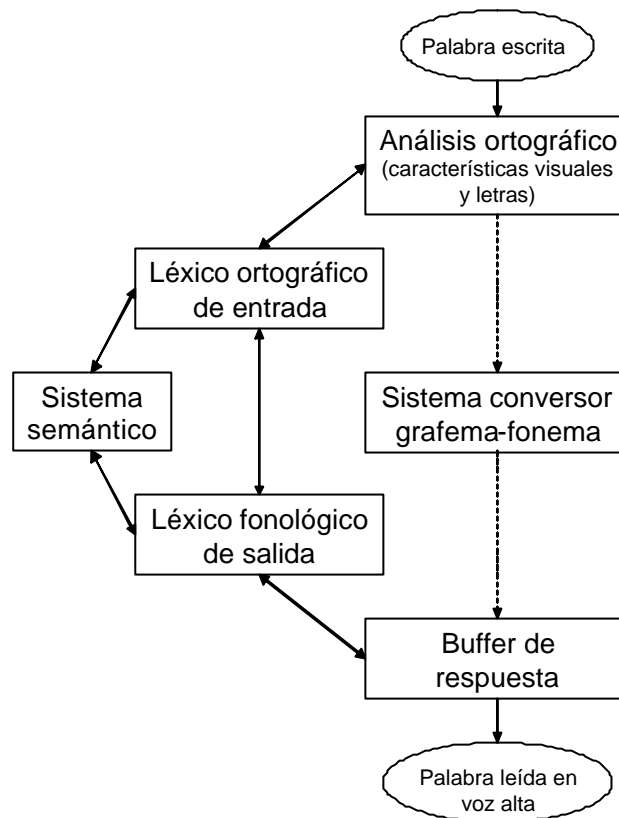 Palabra escrita
Análisis ortográfico
(características visuales
y letras)
Léxico ortográfico
de entrada
Sistema
semántico
Sistema conversor
grafema-fonema
Léxico fonológico
de salida
Buffer de
respuesta
Palabra leída en
voz alta